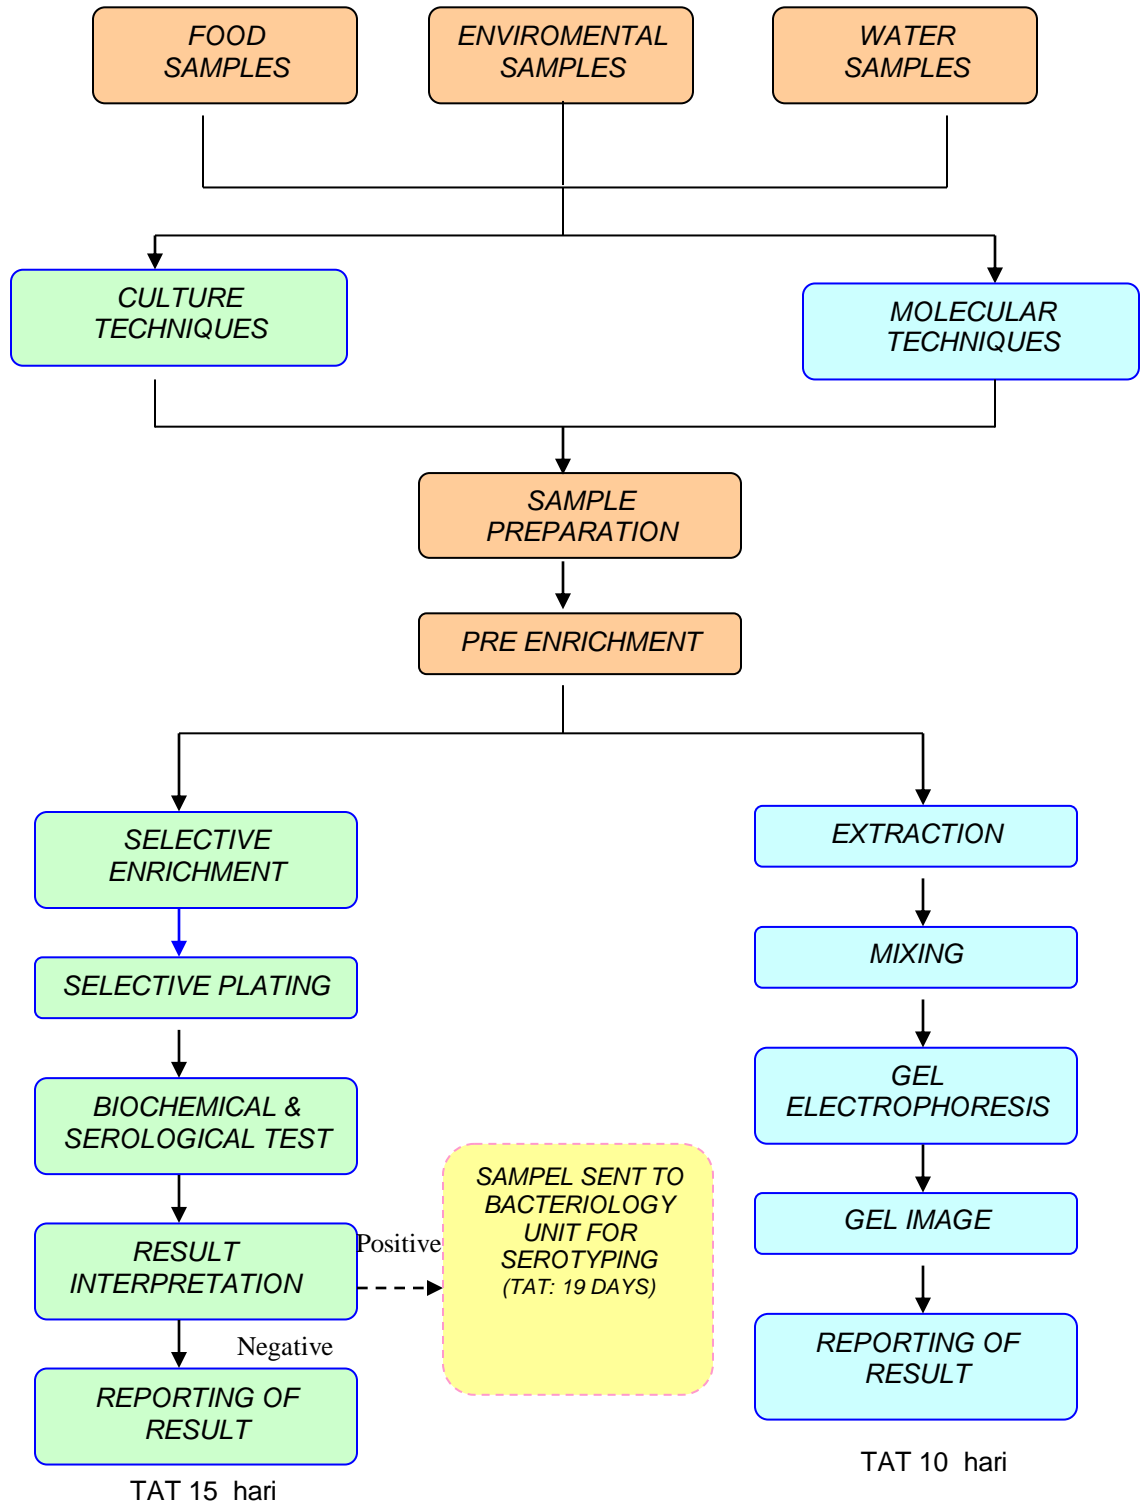 FOOD
SAMPLES
ENVIROMENTAL
SAMPLES
WATER
SAMPLES
CULTURE
TECHNIQUES
MOLECULAR
TECHNIQUES
SAMPLE
PREPARATION
PRE ENRICHMENT
SELECTIVE
ENRICHMENT
SELECTIVE PLATING
BIOCHEMICAL &
SEROLOGICAL TEST
RESULT
INTERPRETATION
Positive
Negative
REPORTING OF
RESULT
TAT 15 hari
SAMPEL SENT TO
BACTERIOLOGY
UNIT FOR
SEROTYPING
(TAT: 19 DAYS)
EXTRACTION
MIXING
GEL
ELECTROPHORESIS
GEL IMAGE
REPORTING OF
RESULT
TAT 10 hari